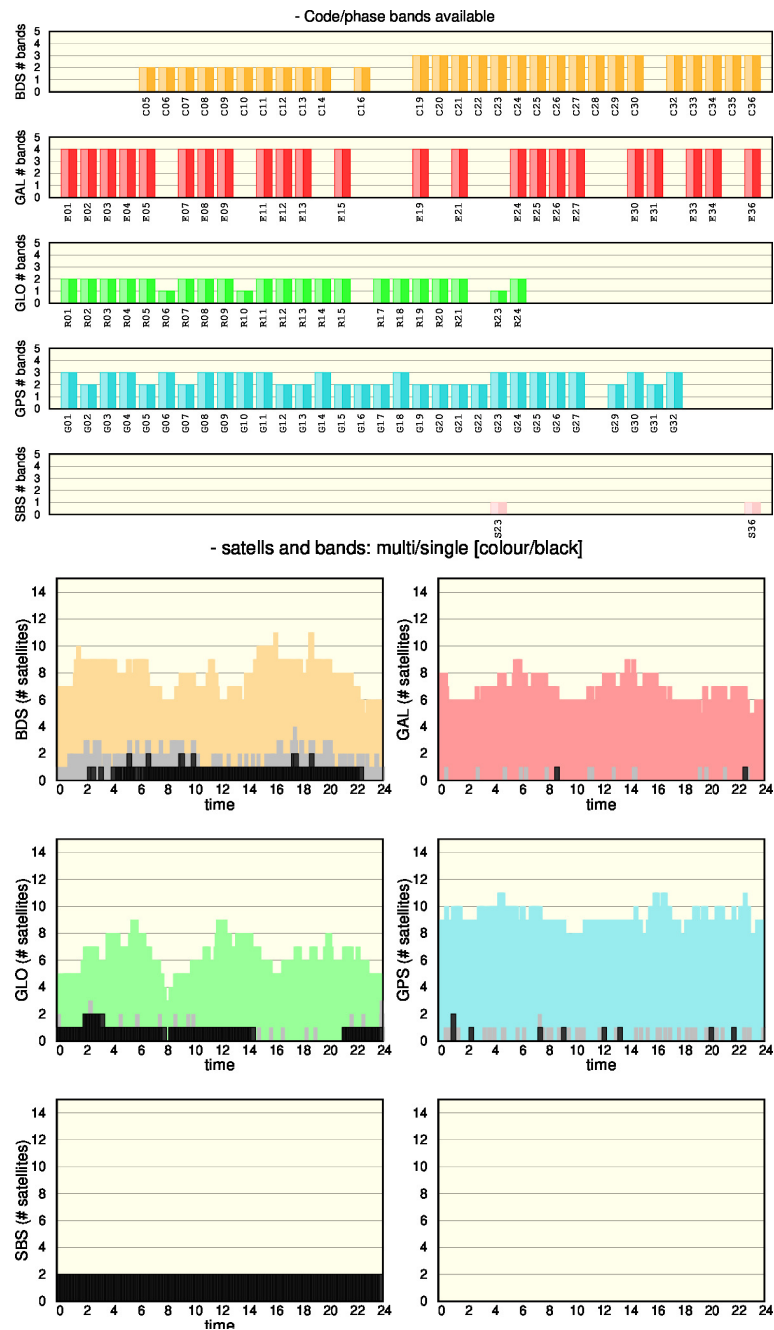 - Code/phase bands available
BDS # bands
5
4
3
2
1
0
C05 C06 C07 C08 C09 C10 C11 C12 C13 C14 C16 C19 C20 C21 C22 C23 C24 C25 C26 C27 C28 C29 C30 C32 C33 C34 C35 C36
GAL # bands
5
4
3
2
1
0
E01 E02 E03 E04 E05 E07 E08 E09 E11 E12 E13 E15 E19 E21 E24 E25 E26 E27 E30 E31 E33 E34 E36
GLO # bands
5
4
3
2
1
0
R01 R02 R03 R04 R05 R06 R07 R08 R09 R10 R11 R12 R13 R14 R15 R17 R18 R19 R20 R21 R23 R24
GPS # bands
5
4
3
2
1
0
G01 G02 G03 G04 G05 G06 G07 G08 G09 G10 G11 G12 G13 G14 G15 G16 G17 G18 G19 G20 G21 G22 G23 G24 G25 G26 G27 G29 G30 G31 G32
SBS # bands
5
4
3
2
1
0
S23 S36
- satells and bands: multi/single [colour/black]
BDS (# satellites)
14
12
10
8
6
4
2
0
0 2 4 6 8 10 12 14 16 18 20 22 24
time
GAL (# satellites)
14
12
10
8
6
4
2
0
0 2 4 6 8 10 12 14 16 18 20 22 24
time
GLO (# satellites)
14
12
10
8
6
4
2
0
0 2 4 6 8 10 12 14 16 18 20 22 24
time
GPS (# satellites)
14
12
10
8
6
4
2
0
0 2 4 6 8 10 12 14 16 18 20 22 24
time
SBS (# satellites)
14
12
10
8
6
4
2
0
0 2 4 6 8 10 12 14 16 18 20 22 24
time
14
12
10
8
6
4
2
0
0 2 4 6 8 10 12 14 16 18 20 22 24